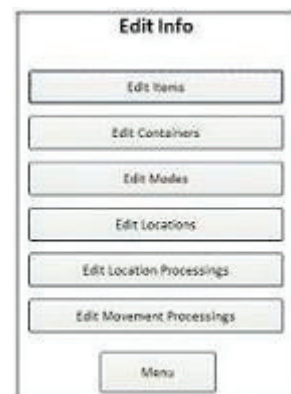 Edit Info
Edit Items
Edit Containers
Edit Modes
Edit Locations
Edit Location Processings
Edit Movement Processings
Menu